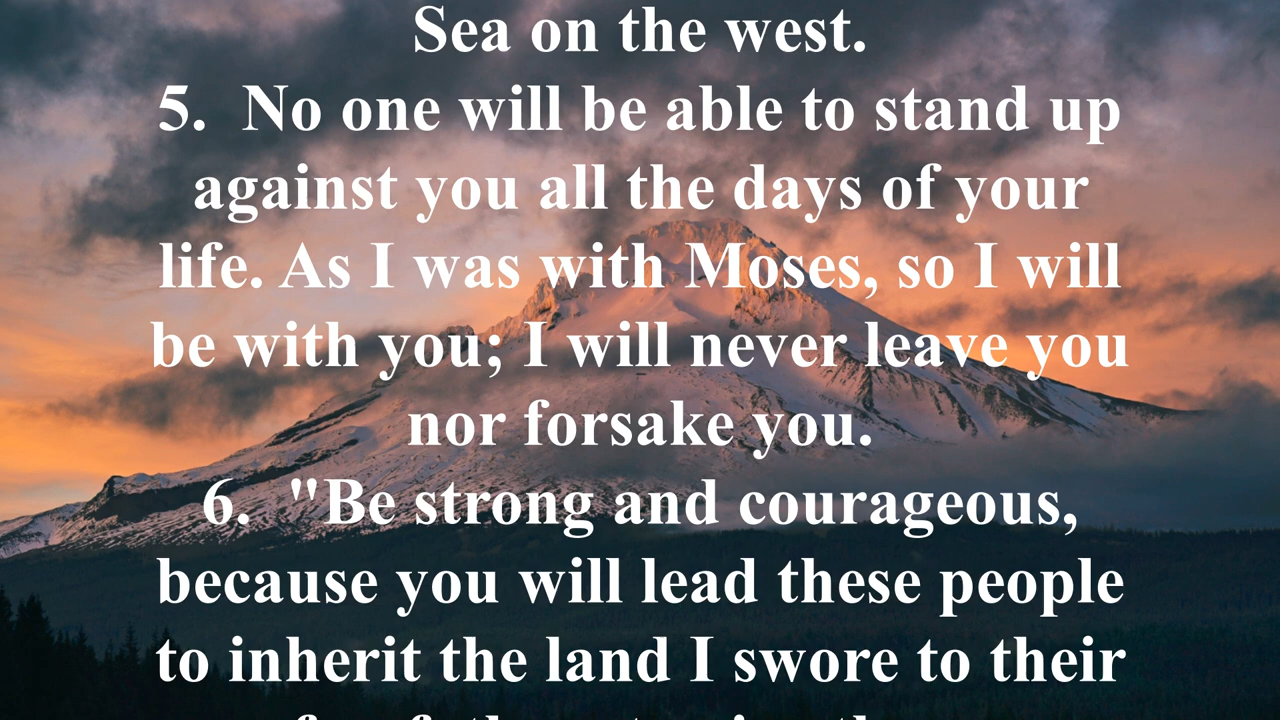 Sea on the west.
5. No one will be able to stand up
against you all the days of your
life. As I was with Moses, so I will
be with you; I will never leave you
nor forsake you.
6. "Be strong and courageous,
because you will lead these people
to inherit the land I swore to their